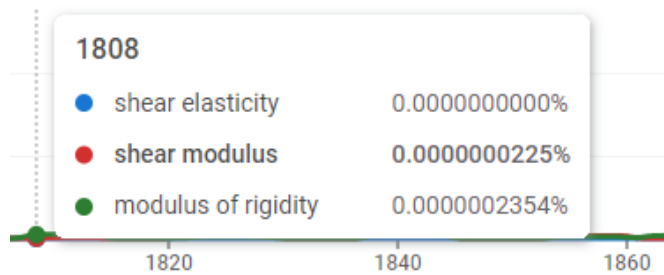 1808
shear elasticity 0.0000000000%
shear modulus 0.0000000225%
modulus of rigidity 0.0000002354%
1820 1840 1860